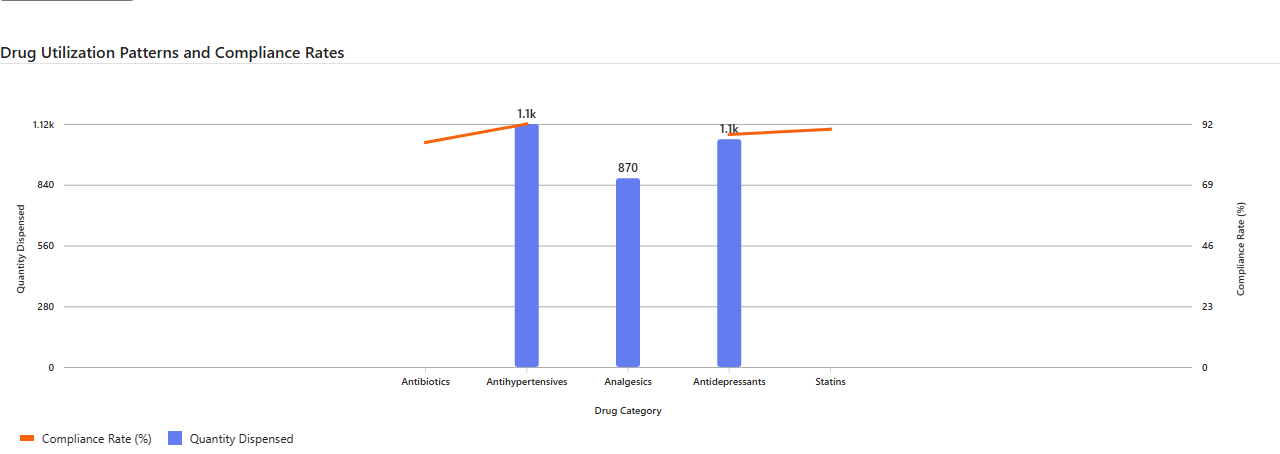 Drug Utilization Patterns and Compliance Rates
1.1k
1.12k
1.1k
92
870
840
69
560
46
280
23
0
0
Quantity Dispensed
Compliance Rate (%)
Antibiotics Antihypertensives Analgesics Antidepressants Statins
Drug Category
Compliance Rate (%) Quantity Dispensed